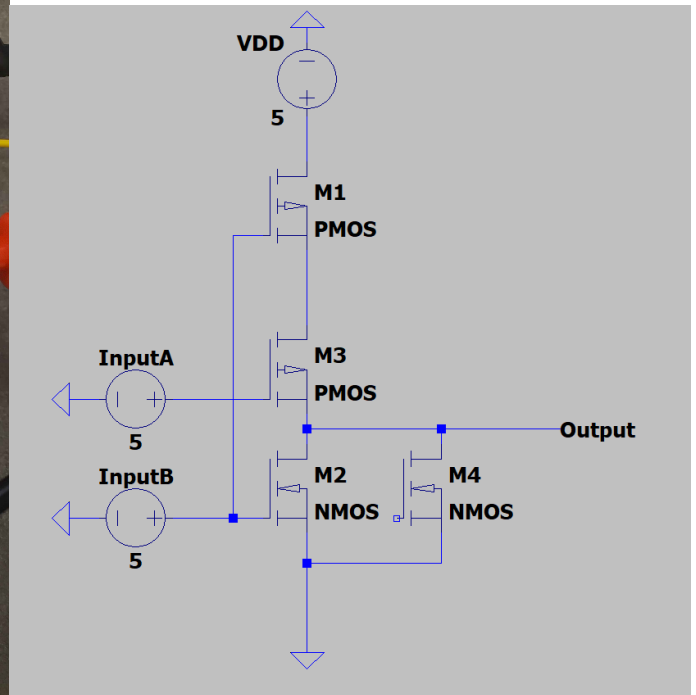 VDD
5
M1
PMOS
InputA
M3
PMOS
5
Output
InputB
M2
M4
NMOS
NMOS
5